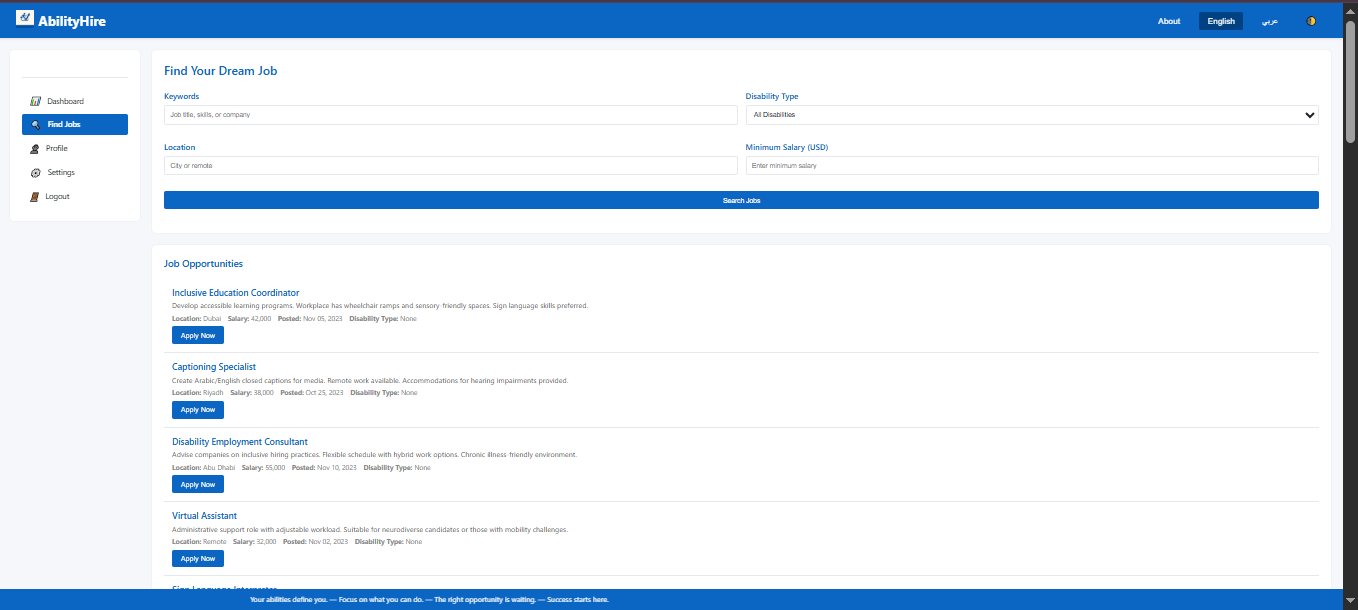 AbilityHire
About
English
عربي
Dashboard
Find Jobs
Profile
Settings
Logout
Find Your Dream Job
Keywords
Disability Type
Job title, skills, or company
All Disabilities
Location
Minimum Salary (USD)
City or remote
Enter minimum salary
Search Jobs
Job Opportunities
Inclusive Education Coordinator
Develop accessible learning programs. Workplace has wheelchair ramps and sensory-friendly spaces. Sign language skills preferred.
Location: Dubai Salary: 42,000 Posted: Nov 05, 2023 Disability Type: None
Apply Now
Captioning Specialist
Create Arabic/English closed captions for media. Remote work available. Accommodations for hearing impairments provided.
Location: Riyadh Salary: 38,000 Posted: Oct 25, 2023 Disability Type: None
Apply Now
Disability Employment Consultant
Advise companies on inclusive hiring practices. Flexible schedule with hybrid work options. Chronic illness-friendly environment.
Location: Abu Dhabi Salary: 55,000 Posted: Nov 10, 2023 Disability Type: None
Apply Now
Virtual Assistant
Administrative support role with adjustable workload. Suitable for neurodiverse candidates or those with mobility challenges.
Location: Remote Salary: 32,000 Posted: Nov 02, 2023 Disability Type: None
Apply Now
Sign Language Interpreter
Your abilities define you. — Focus on what you can do. — The right opportunity is waiting. — Success starts here.